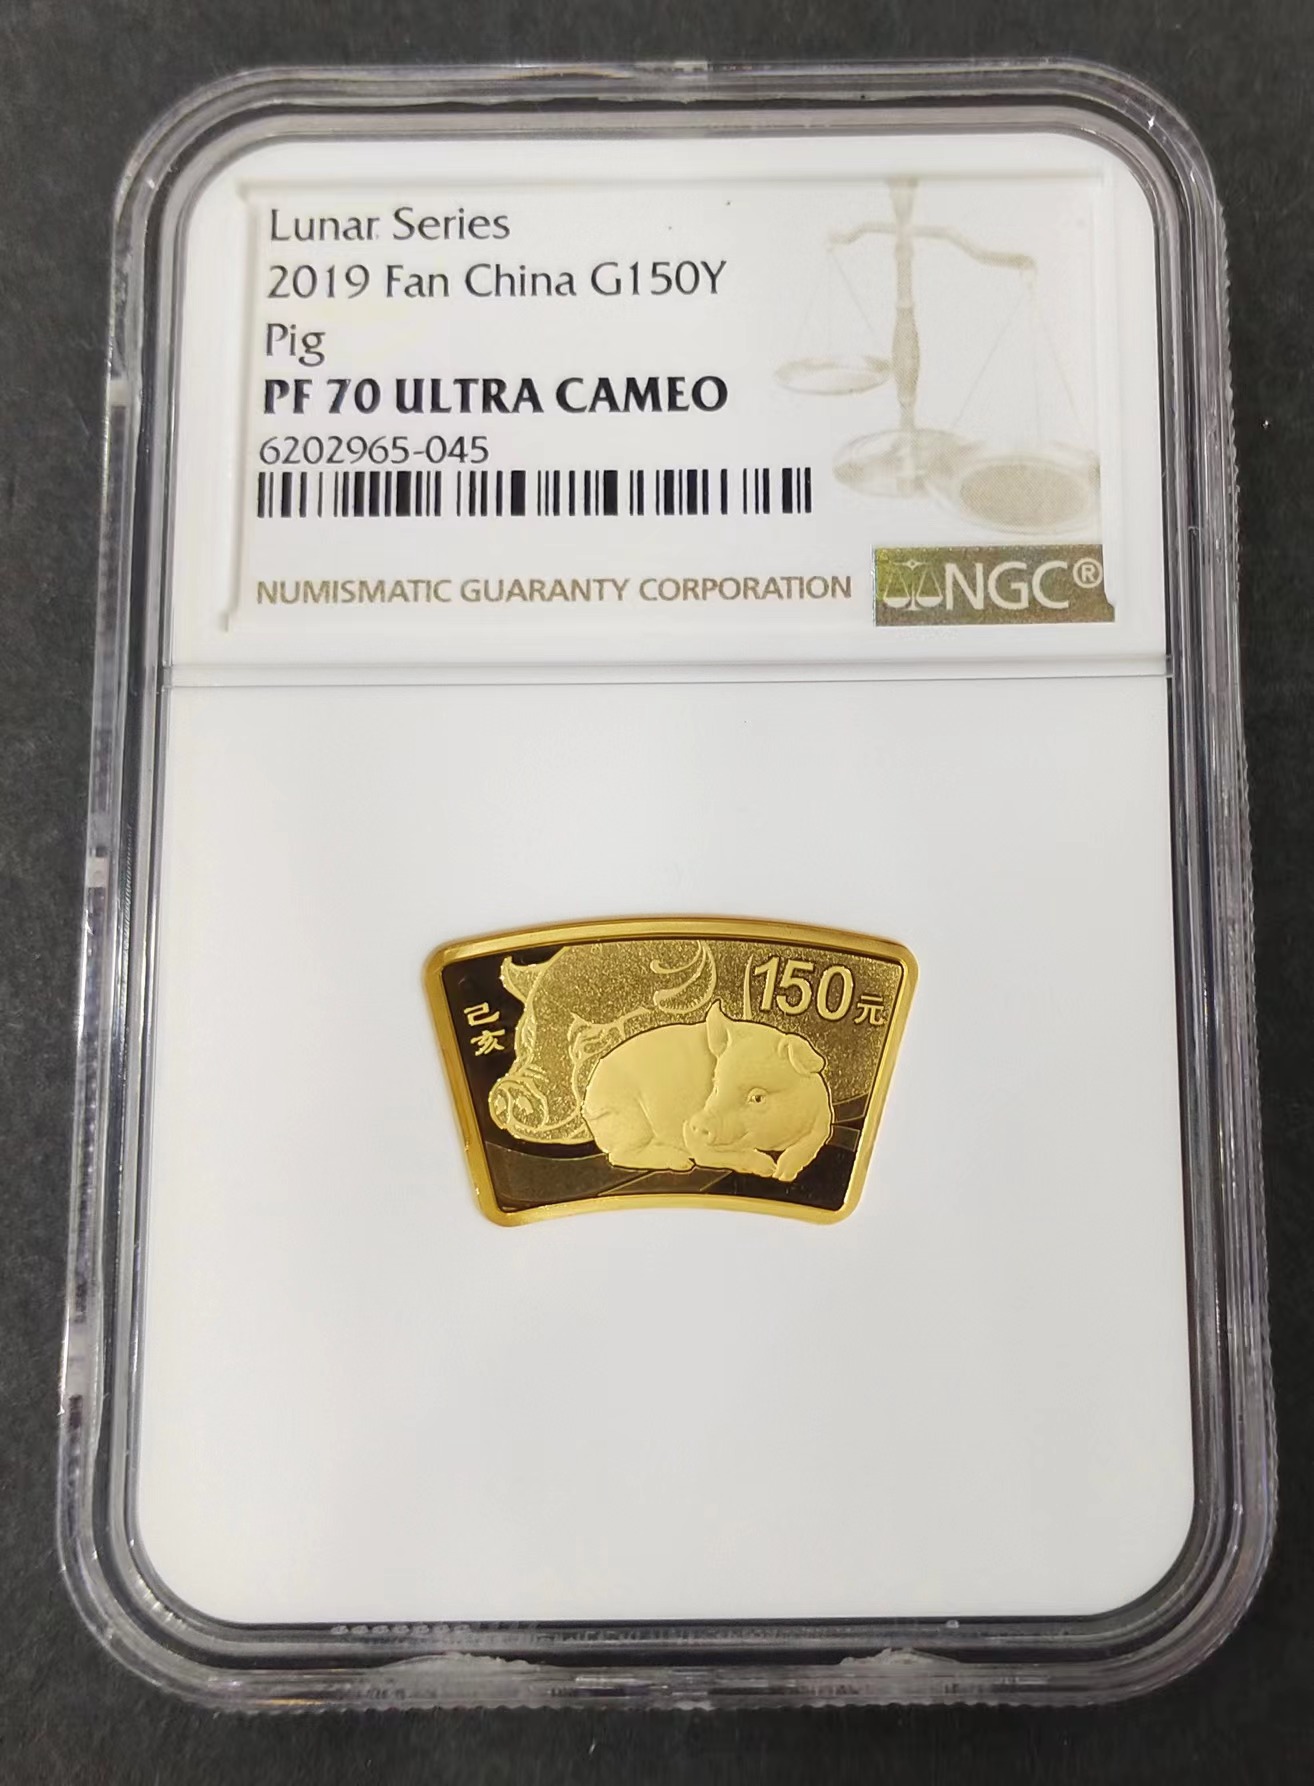 Lunar Series
2019 Fan China G150Y
Pig
PF 70 ULTRA CAMEO
6202965-045
NUMISMATIC GUARANTY CORPORATION NGC®
150元
己亥